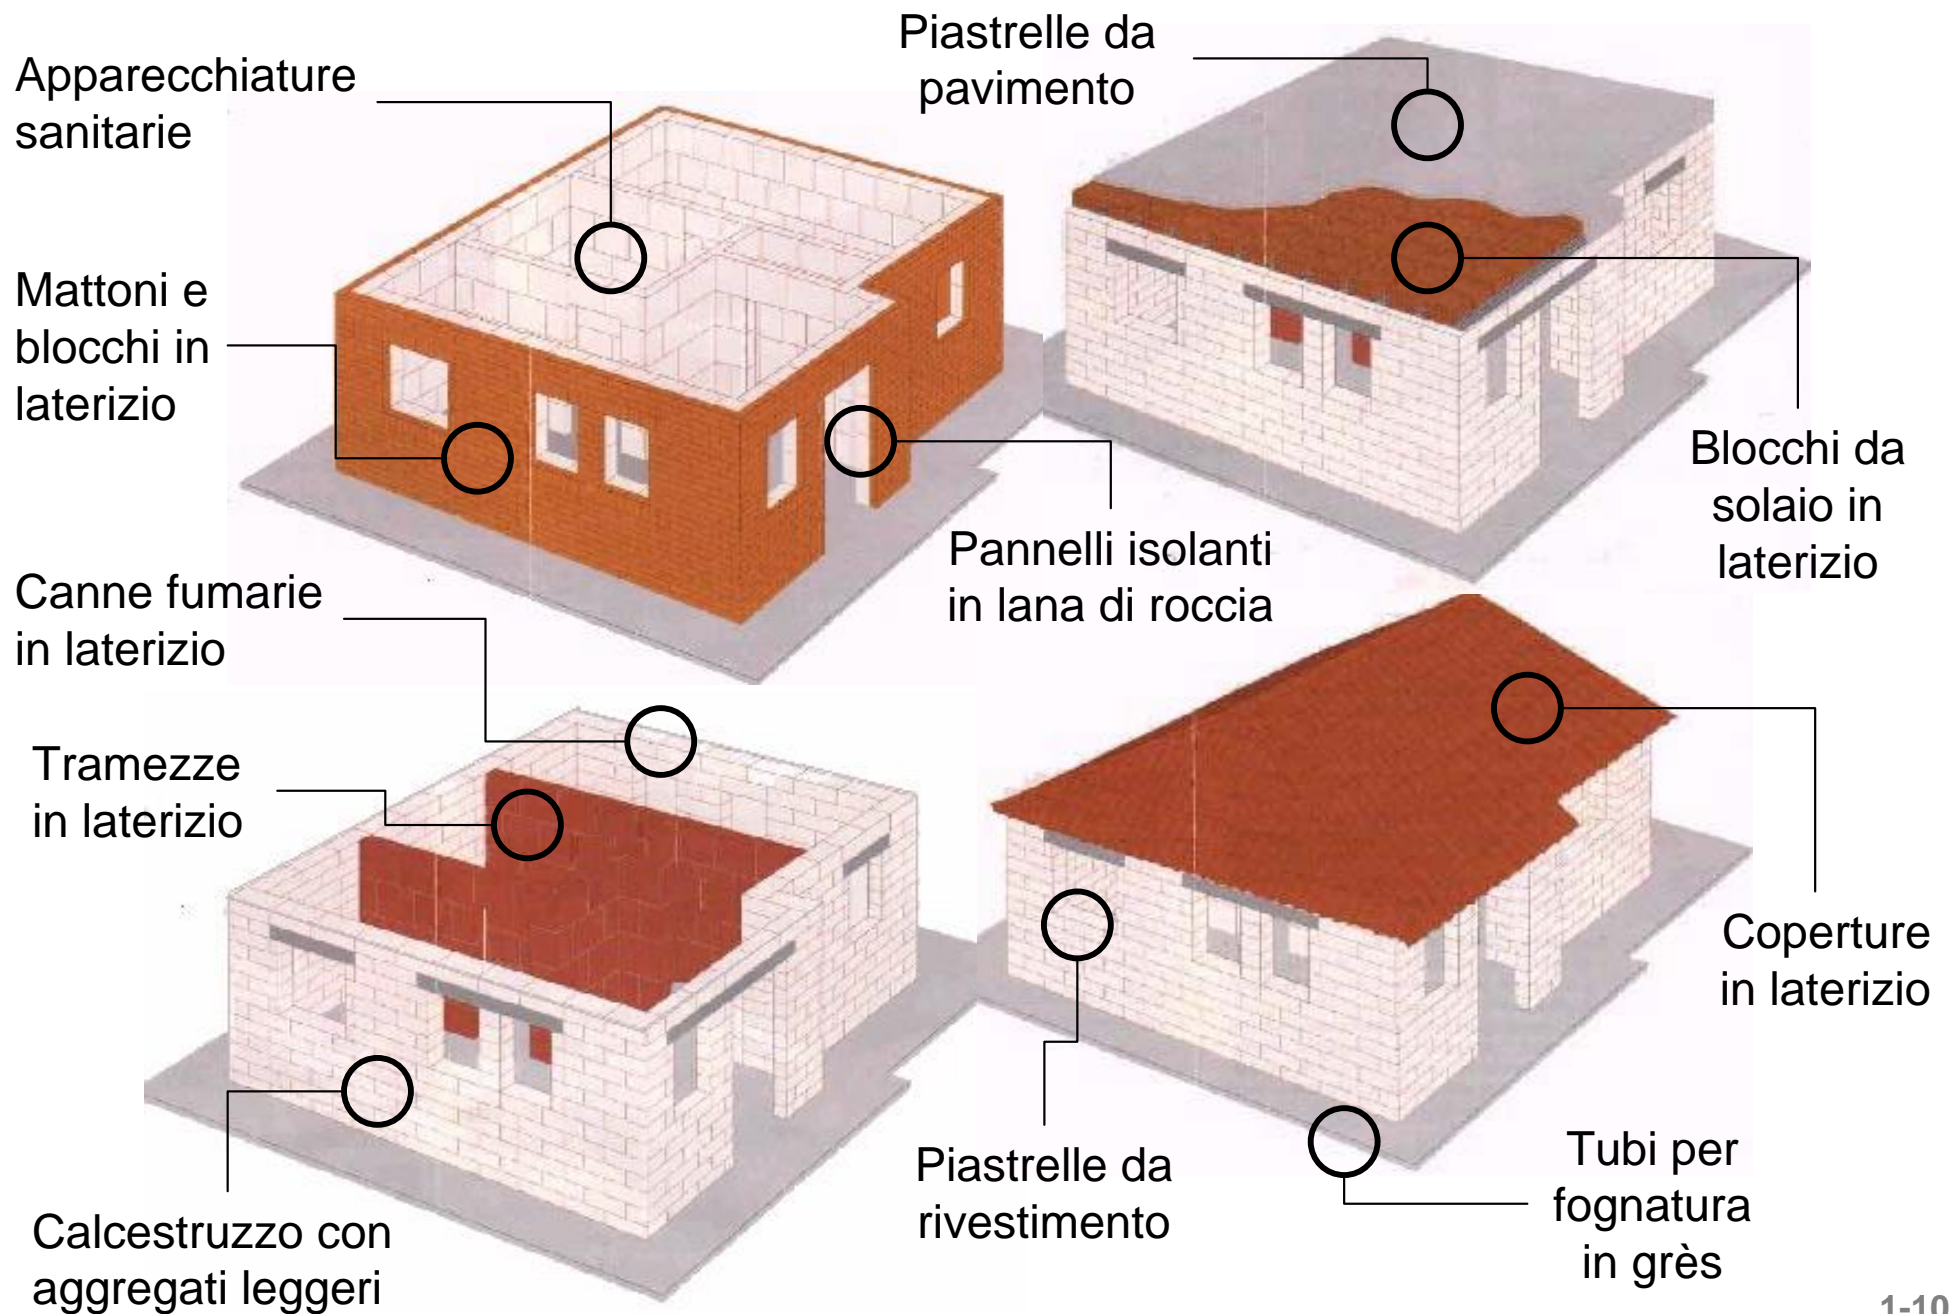 Piastrelle da
pavimento
Apparecchiature
sanitarie
Mattoni e
blocchi in
laterizio
Blocchi da
solaio in
laterizio
Pannelli isolanti
in lana di roccia
Canne fumarie
in laterizio
Tramezze
in laterizio
Coperture
in laterizio
Piastrelle da
rivestimento
Tubi per
fognatura
in grès
Calcestruzzo con
aggregati leggeri
1-10